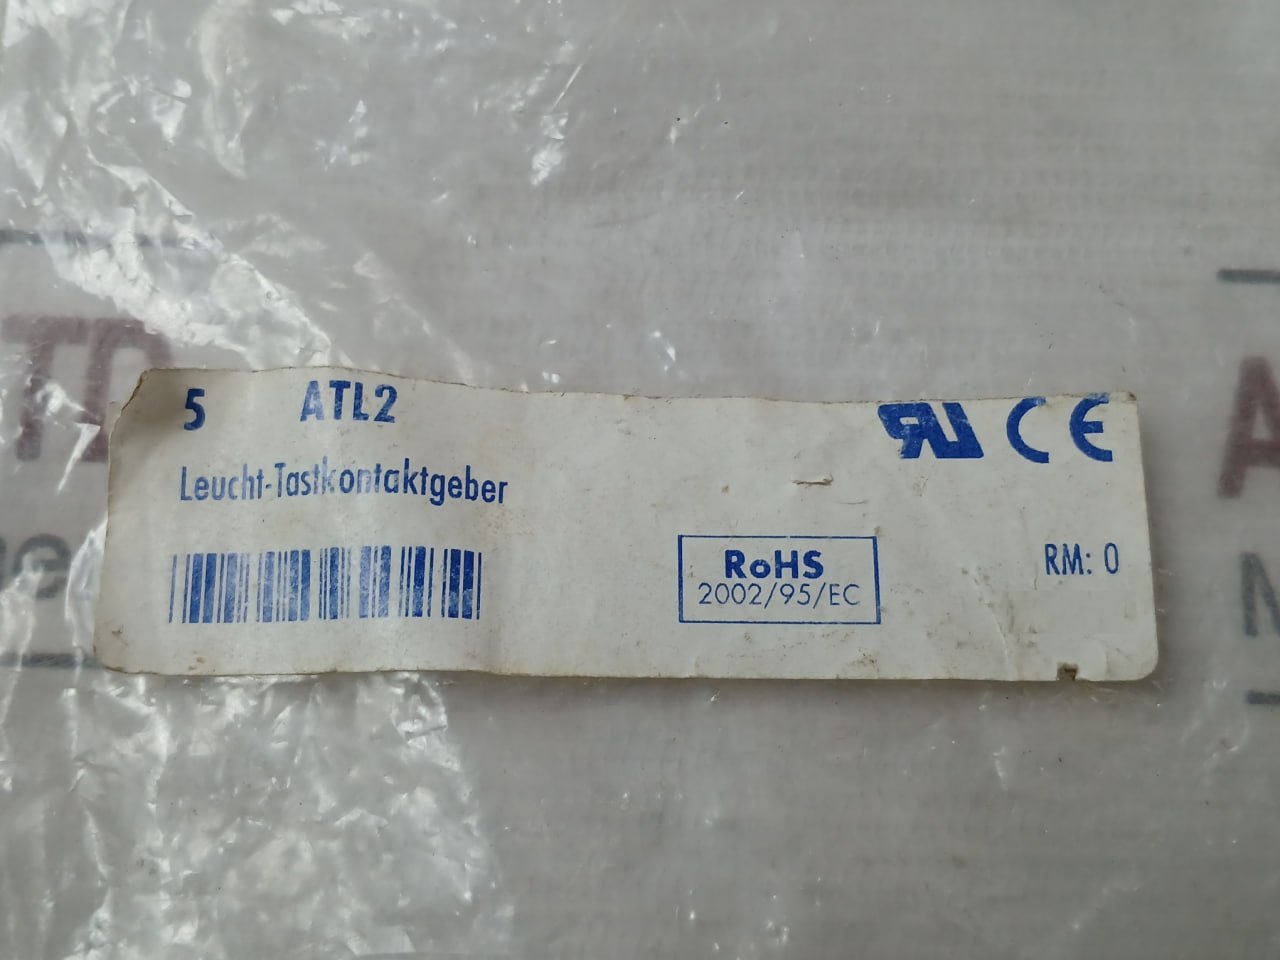 5 ATL2
Leucht-Tastkontaktgeber
CE
RoHS
2002/95/EC
RM: 0